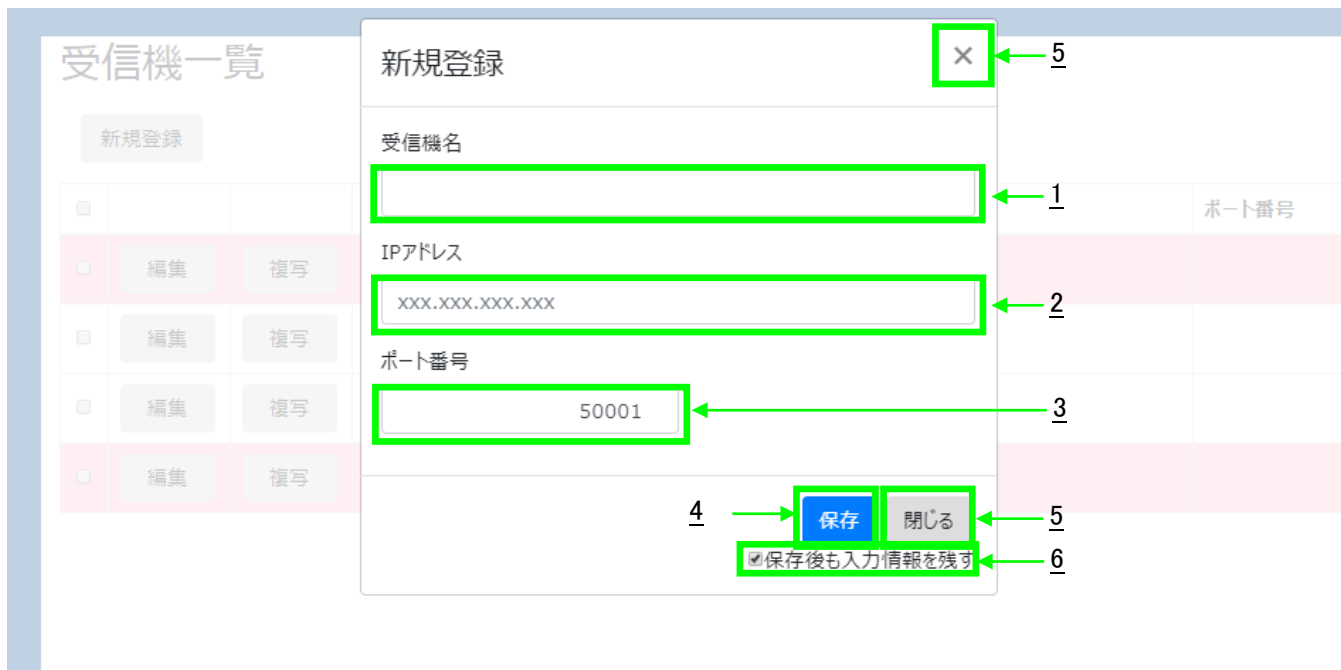 受信機一覧
新規登録
新規登録
×
5
受信機名
1
ポート番号
編集 複写
IPアドレス
xxx.xxx.xxx.xxx
2
編集 複写
ポート番号
50001
3
編集 複写
編集 複写
4
保存
閉じる
5
保存後も入力情報を残す
6